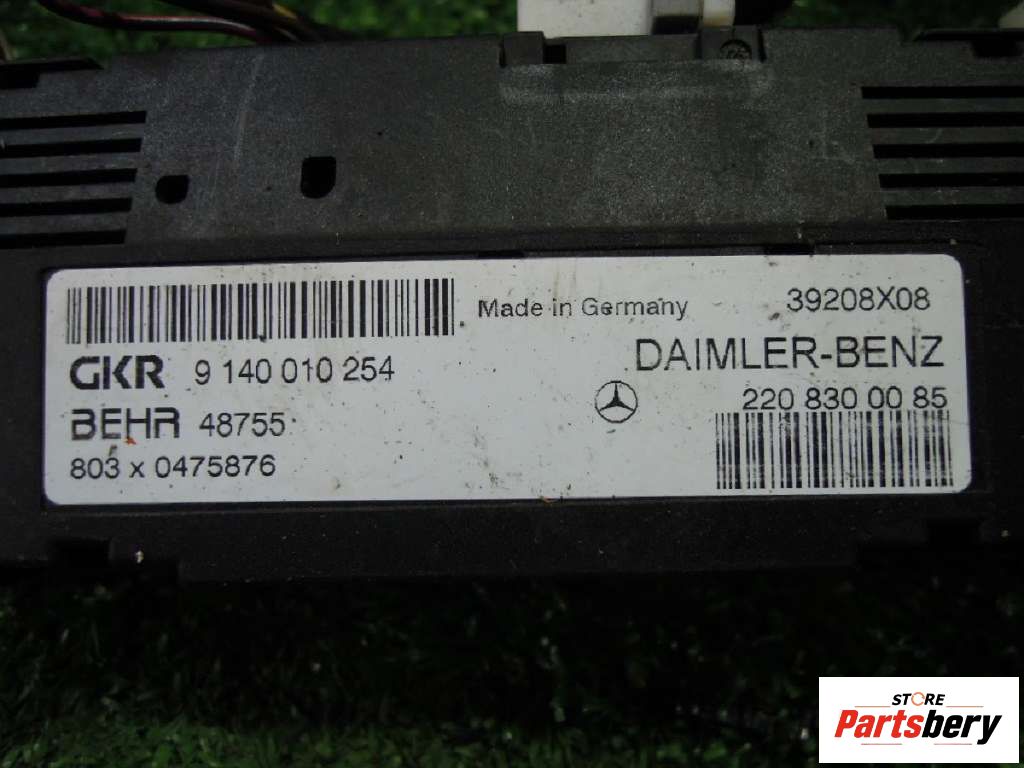 Made in Germany
39208X08
GKR 9 140 010 254
DAIMLER-BENZ
BEHR 48755
220 830 00 85
803 x 0475876
STORE
Partsbery